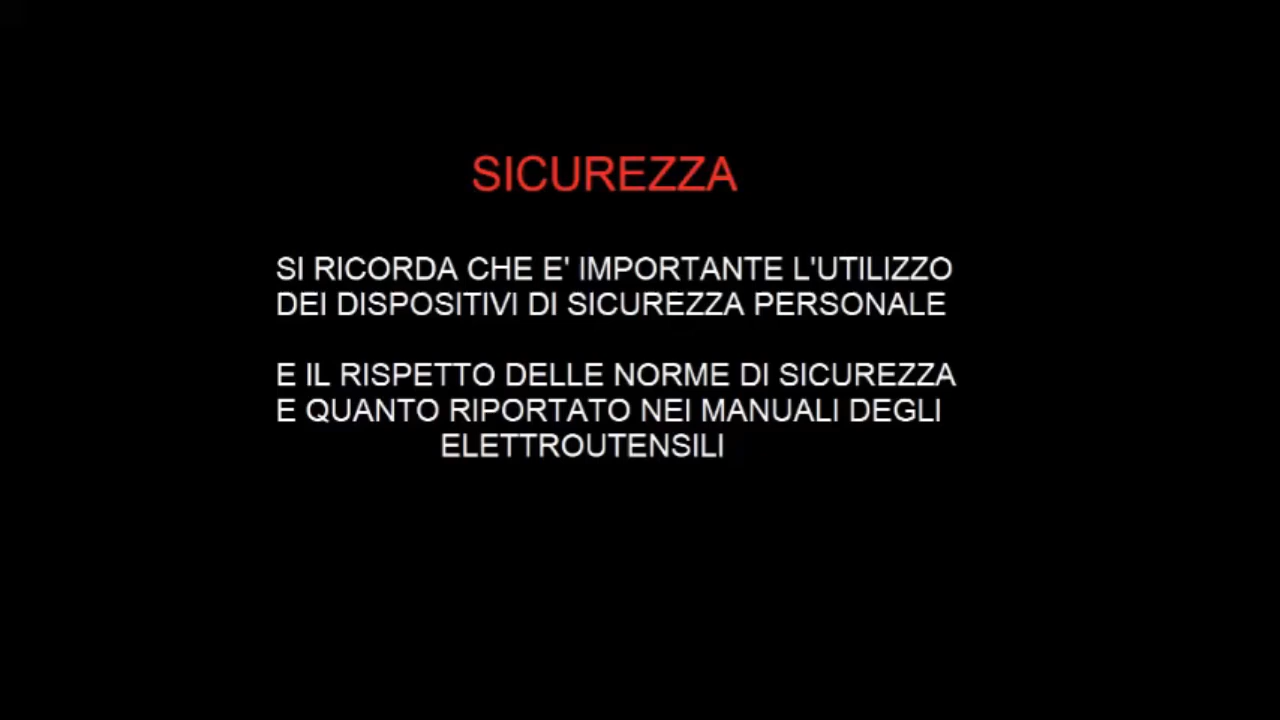 SICUREZZA
SI RICORDA CHE E' IMPORTANTE L'UTILIZZO
DEI DISPOSITIVI DI SICUREZZA PERSONALE
E IL RISPETTO DELLE NORME DI SICUREZZA
E QUANTO RIPORTATO NEI MANUALI DEGLI
ELETTROUTENSILI